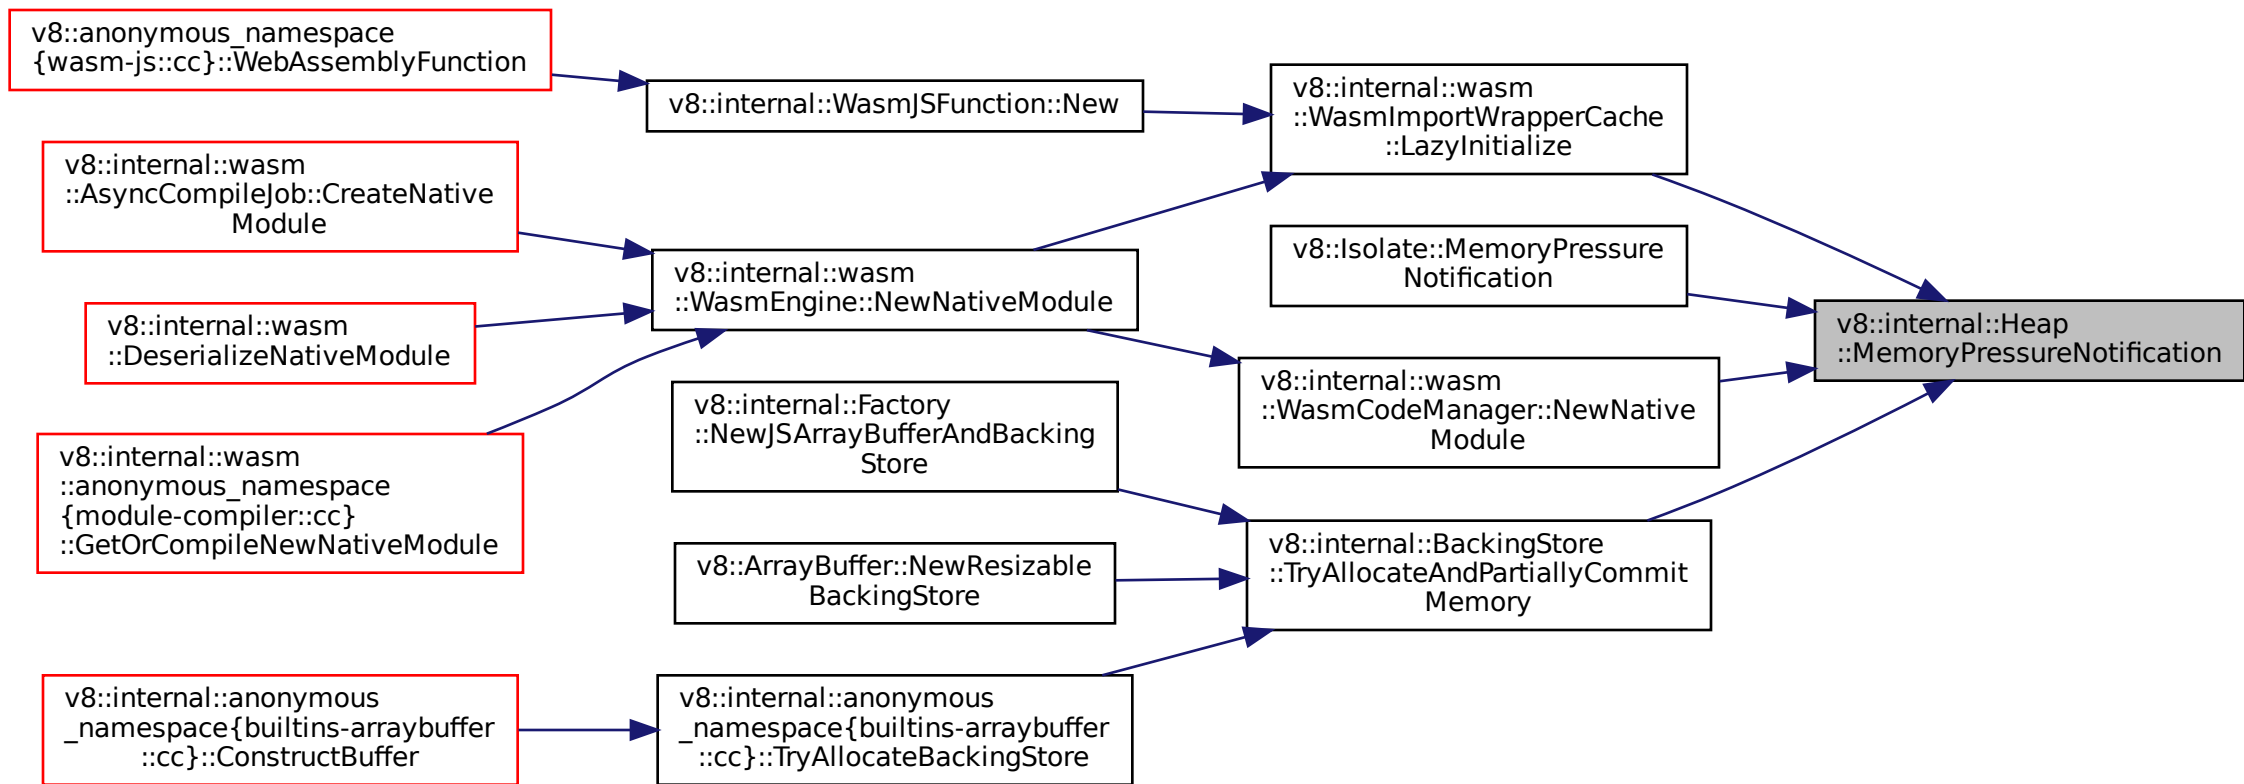 v8::anonymous_namespace
{wasm-js::cc}::WebAssemblyFunction
v8::internal::WasmJSFunction::New
v8::internal::wasm
::WasmImportWrapperCache
::LazyInitialize
v8::internal::wasm
::AsyncCompileJob::CreateNative
Module
v8::Isolate::MemoryPressure
Notification
v8::internal::wasm
::WasmEngine::NewNativeModule
v8::internal::wasm
::DeserializeNativeModule
v8::internal::Heap
::MemoryPressureNotification
v8::internal::wasm
::WasmCodeManager::NewNative
Module
v8::internal::Factory
::NewJSArrayBufferAndBacking
Store
v8::internal::wasm
::anonymous_namespace
{module-compiler::cc}
::GetOrCompileNewNativeModule
v8::internal::BackingStore
::TryAllocateAndPartiallyCommit
Memory
v8::ArrayBuffer::NewResizable
BackingStore
v8::internal::anonymous
_namespace{builtins-arraybuffer
::cc}::ConstructBuffer
v8::internal::anonymous
_namespace{builtins-arraybuffer
::cc}::TryAllocateBackingStore